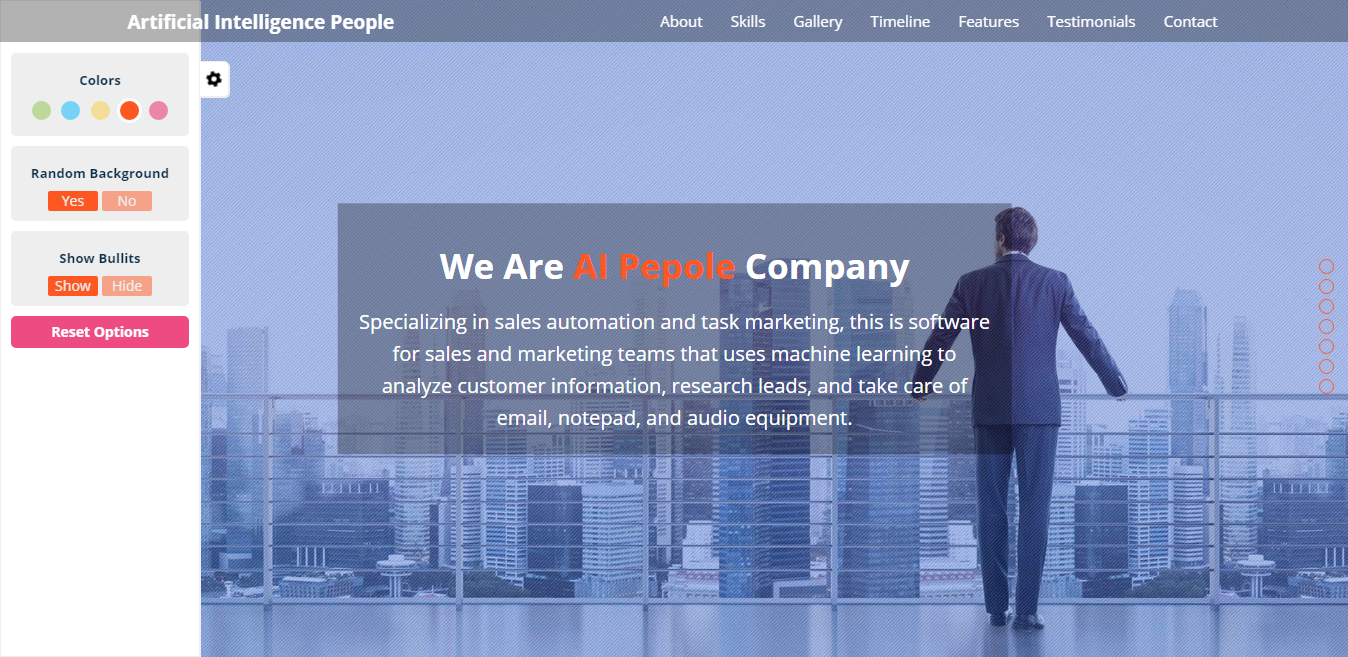 Artificial Intelligence People
About Skills Gallery Timeline Features Testimonials Contact
Colors
Random Background
Yes No
Show Bullits
Show Hide
Reset Options
We Are AI Pepole Company
Specializing in sales automation and task marketing, this is software
for sales and marketing teams that uses machine learning to
analyze customer information, research leads, and take care of
email, notepad, and audio equipment.